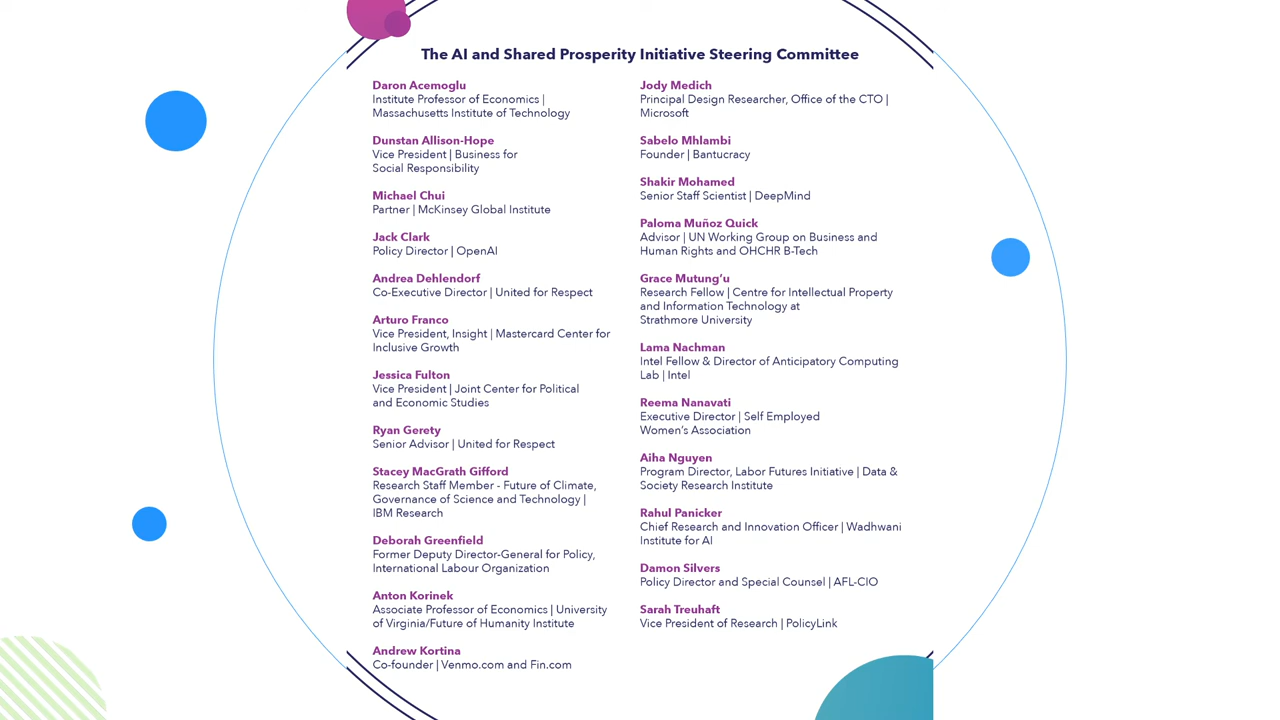 The AI and Shared Prosperity Initiative Steering Committee
Daron Acemoglu
Institute Professor of Economics |
Massachusetts Institute of Technology
Dunstan Allison-Hope
Vice President | Business for
Social Responsibility
Michael Chui
Partner | McKinsey Global Institute
Jack Clark
Policy Director | OpenAI
Andrea Dehlendorf
Co-Executive Director | United for Respect
Arturo Franco
Vice President, Insight | Mastercard Center for
Inclusive Growth
Jessica Fulton
Vice President | Joint Center for Political
and Economic Studies
Ryan Gerety
Senior Advisor | United for Respect
Stacey MacGrath Gifford
Research Staff Member - Future of Climate,
Governance of Science and Technology |
IBM Research
Deborah Greenfield
Former Deputy Director-General for Policy,
International Labour Organization
Anton Korinek
Associate Professor of Economics | University
of Virginia/Future of Humanity Institute
Andrew Kortina
Co-founder | Venmo.com and Fin.com
Jody Medich
Principal Design Researcher, Office of the CTO |
Microsoft
Sabelo Mhlambi
Founder | Bantucracy
Shakir Mohamed
Senior Staff Scientist | DeepMind
Paloma Muñoz Quick
Advisor | UN Working Group on Business and
Human Rights and OHCHR B-Tech
Grace Mutung‘u
Research Fellow | Centre for Intellectual Property
and Information Technology at
Strathmore University
Lama Nachman
Intel Fellow & Director of Anticipatory Computing
Lab | Intel
Reema Nanavati
Executive Director | Self Employed
Women’s Association
Aiha Nguyen
Program Director, Labor Futures Initiative | Data &
Society Research Institute
Rahul Panicker
Chief Research and Innovation Officer | Wadhwani
Institute for AI
Damon Silvers
Policy Director and Special Counsel | AFL-CIO
Sarah Treuhaft
Vice President of Research | PolicyLink